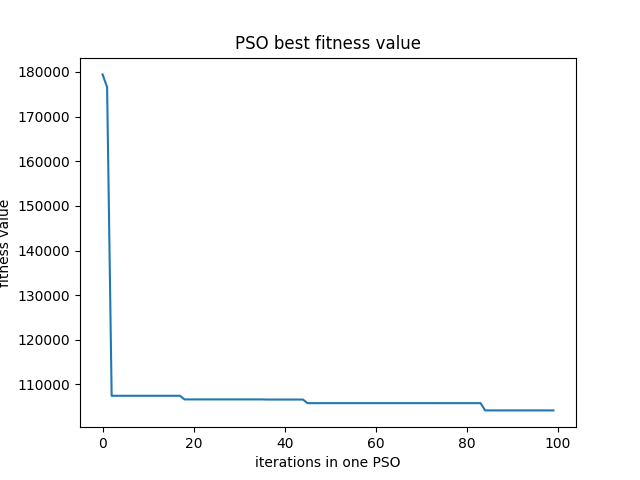 PSO best fitness value
180000
170000
160000
150000
140000
130000
120000
110000
fitness value
0 20 40 60 80 100
iterations in one PSO